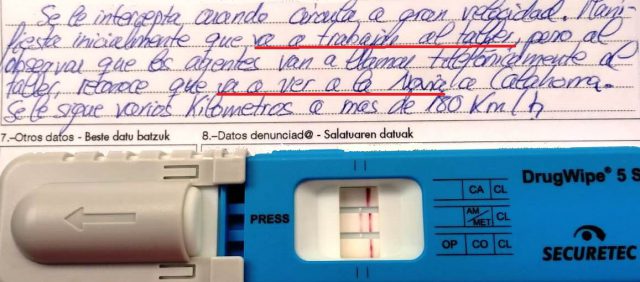 Se le intercepta cuando circula a gran velocidad. Mani-
fiesta inicialmente que va a trabajar al taller, pero al
observar que los agentes van a llamar telefónicamente al
taller, reconoce que va a ver a la Novia a Calahorra.
Se le sigue varios Kilometros a mas de 180 Km/h
7.-Otros datos - Beste datu batzuk
8.-Datos denunciad@ - Salatuaren datuak
DrugWipe® 5 S
PRESS
CA CL
AM/MET CL
OP CO CL
SECURETEC